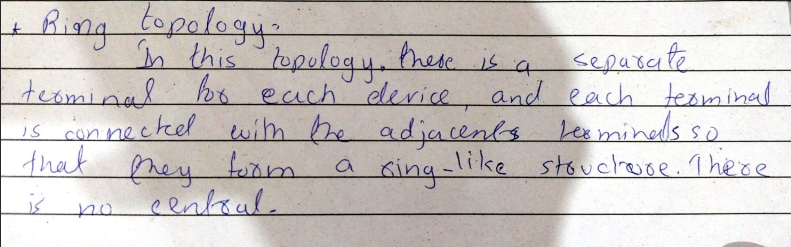 * Ring topology:
In this topology, there is a separate
terminal for each device, and each terminal
is connected with the adjacents terminals so
that they form a ring-like structure. There
is no central.